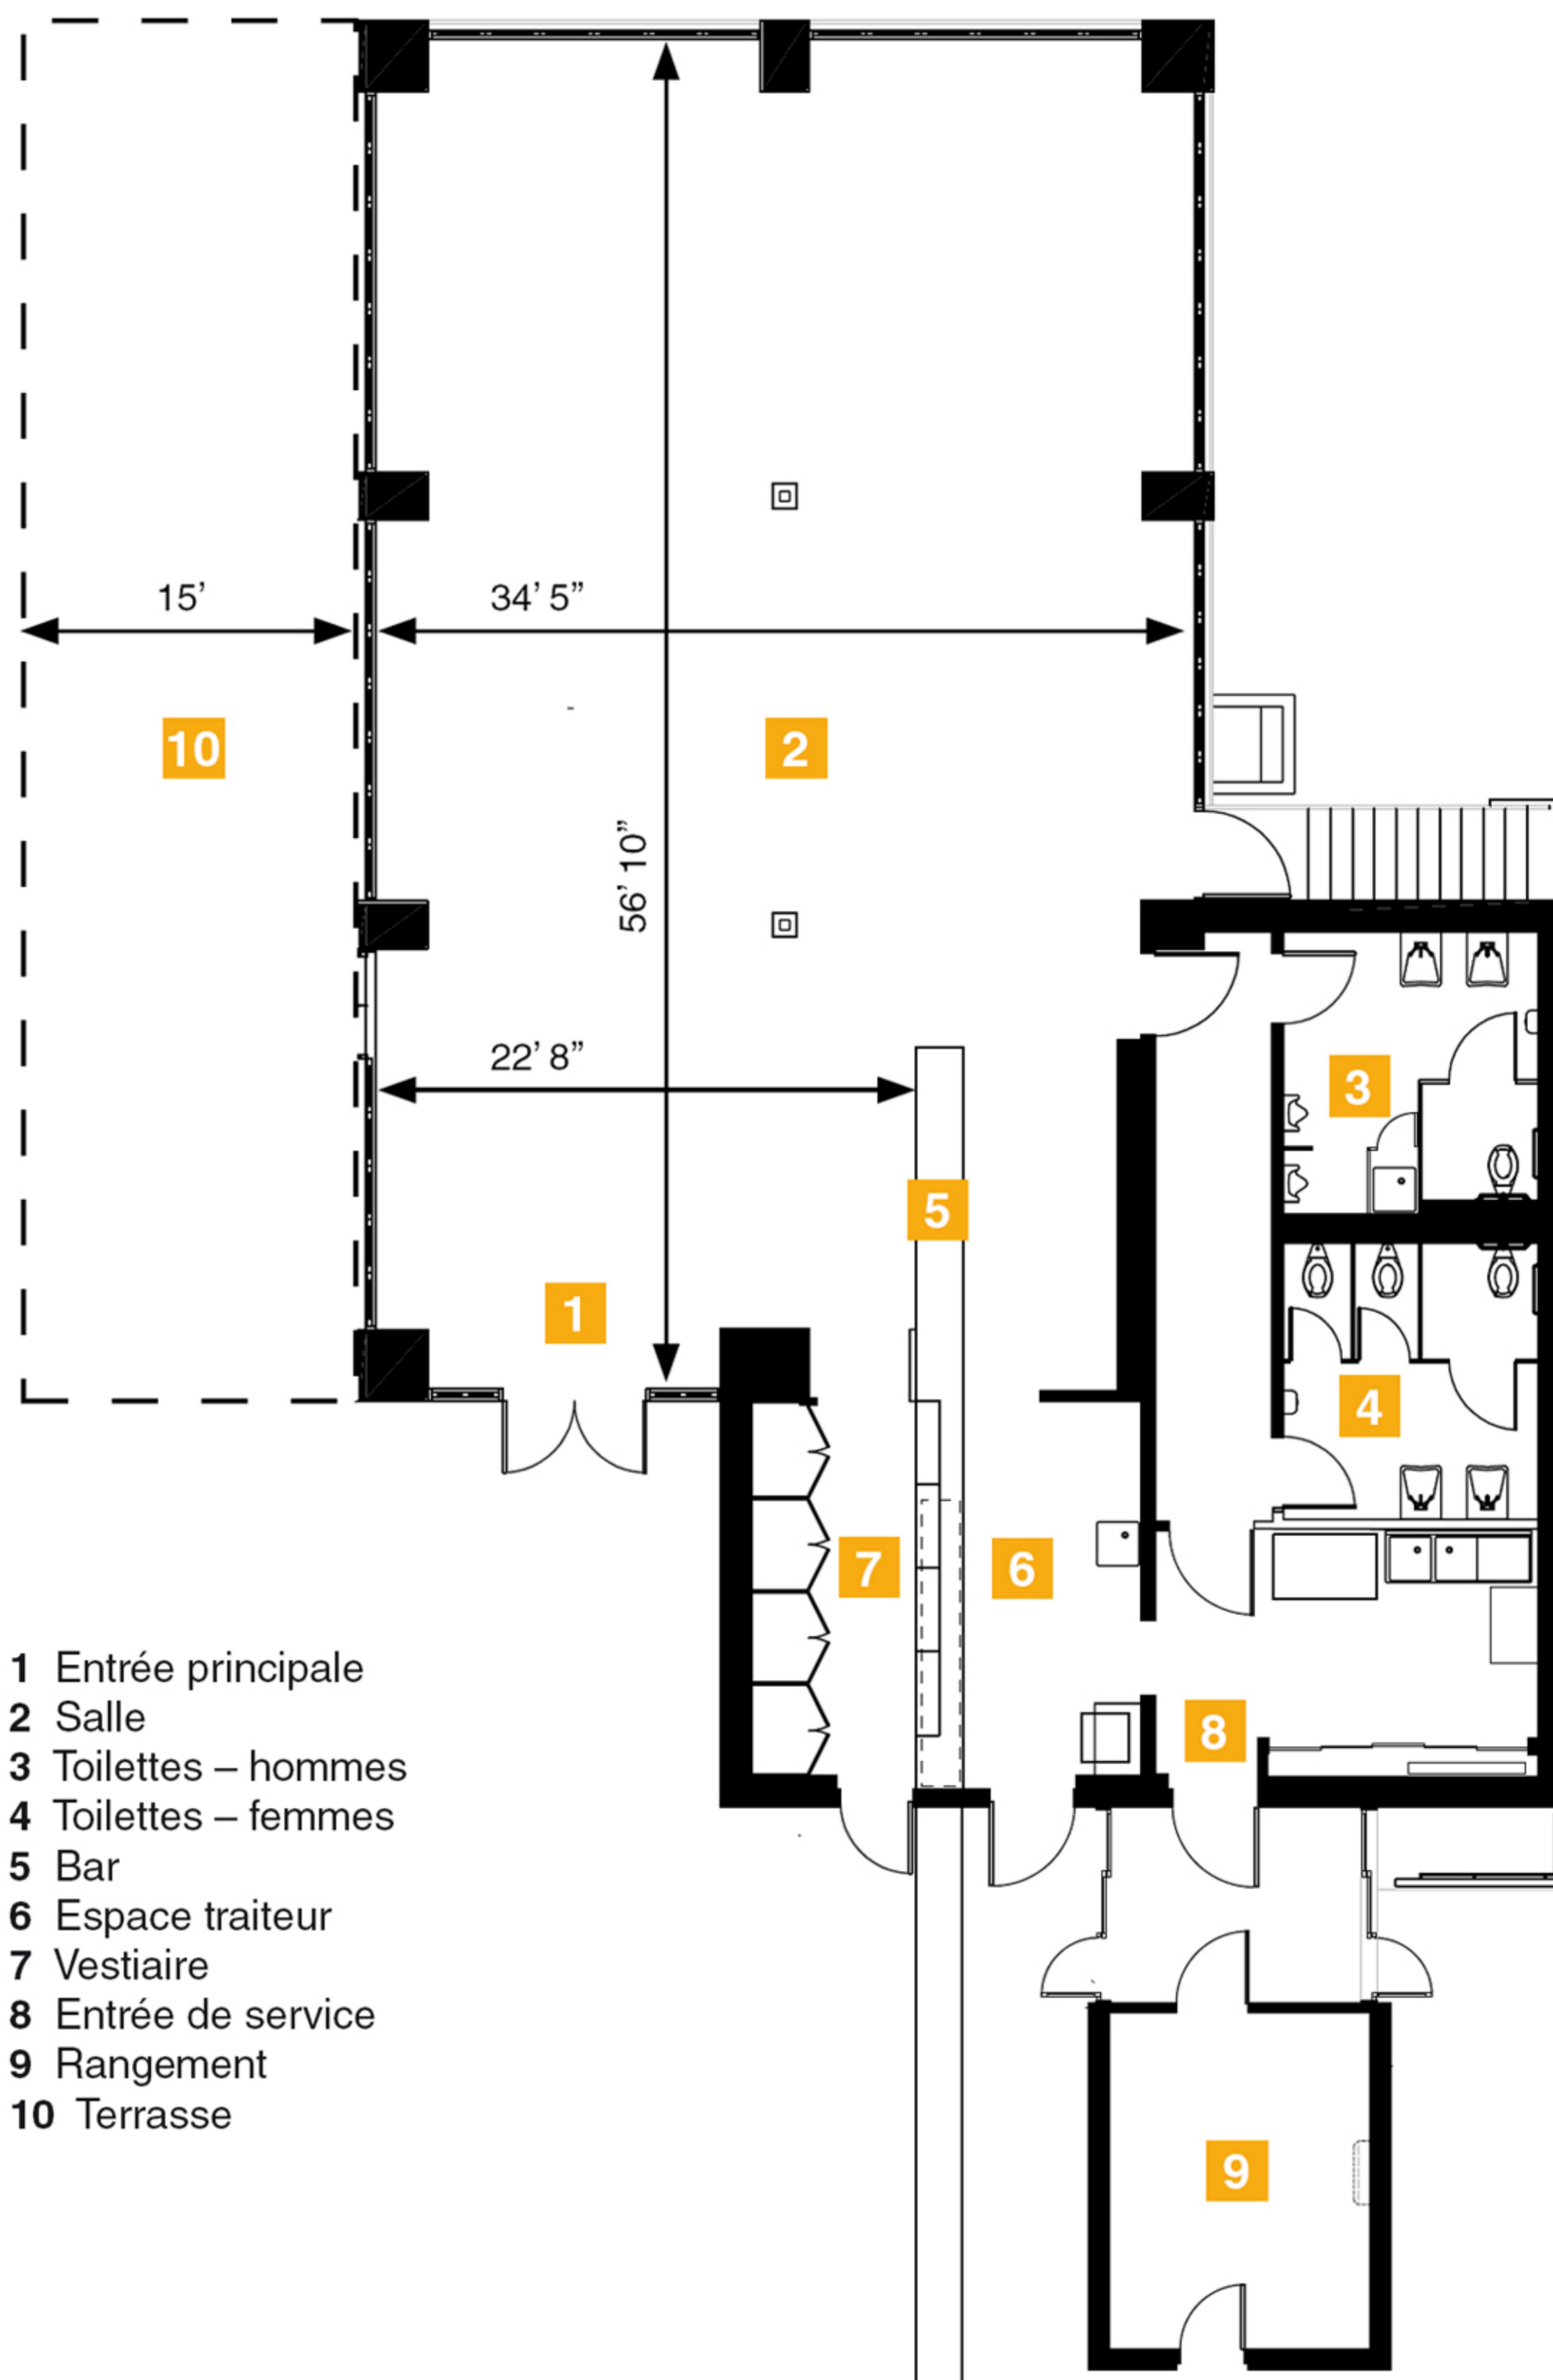 15’
34’ 5”
10
2
56’ 10”
22’ 8”
3
5
1
4
7
6
8
9
1 Entrée principale
2 Salle
3 Toilettes – hommes
4 Toilettes – femmes
5 Bar
6 Espace traiteur
7 Vestiaire
8 Entrée de service
9 Rangement
10 Terrasse